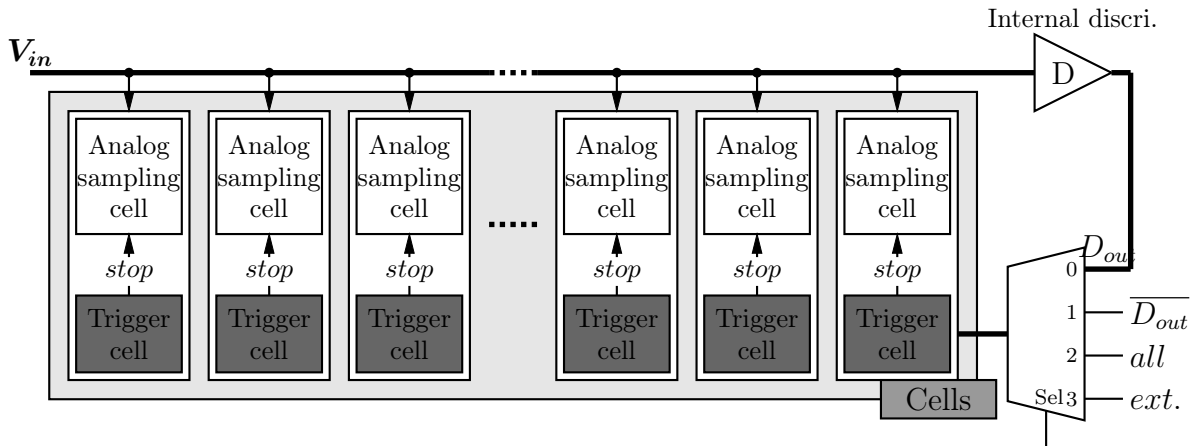 Internal discri.
V_in
D
Analog sampling cell
Analog sampling cell
Analog sampling cell
Analog sampling cell
Analog sampling cell
Analog sampling cell
stop
stop
stop
stop
stop
stop
Trigger cell
Trigger cell
Trigger cell
Trigger cell
Trigger cell
Trigger cell
Cells
D_out
0
1
\overline{D_out}
2
all
Sel
3
ext.